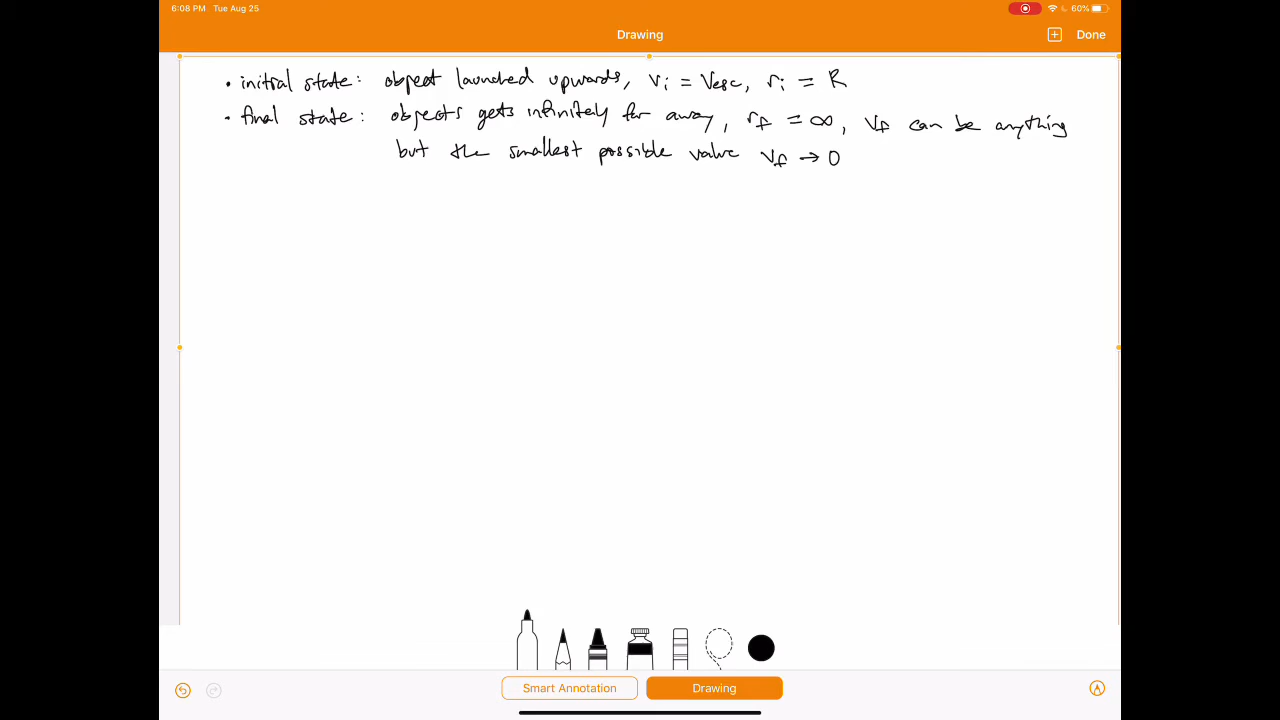 6:08 PM Tue Aug 25 60%
Drawing
Done
• initial state: object launched upwards, vi = Vesc, ri = R
• final state: objects gets infinitely far away, rf = ∞, vf can be anything
but the smallest possible value vf → 0
Smart Annotation Drawing